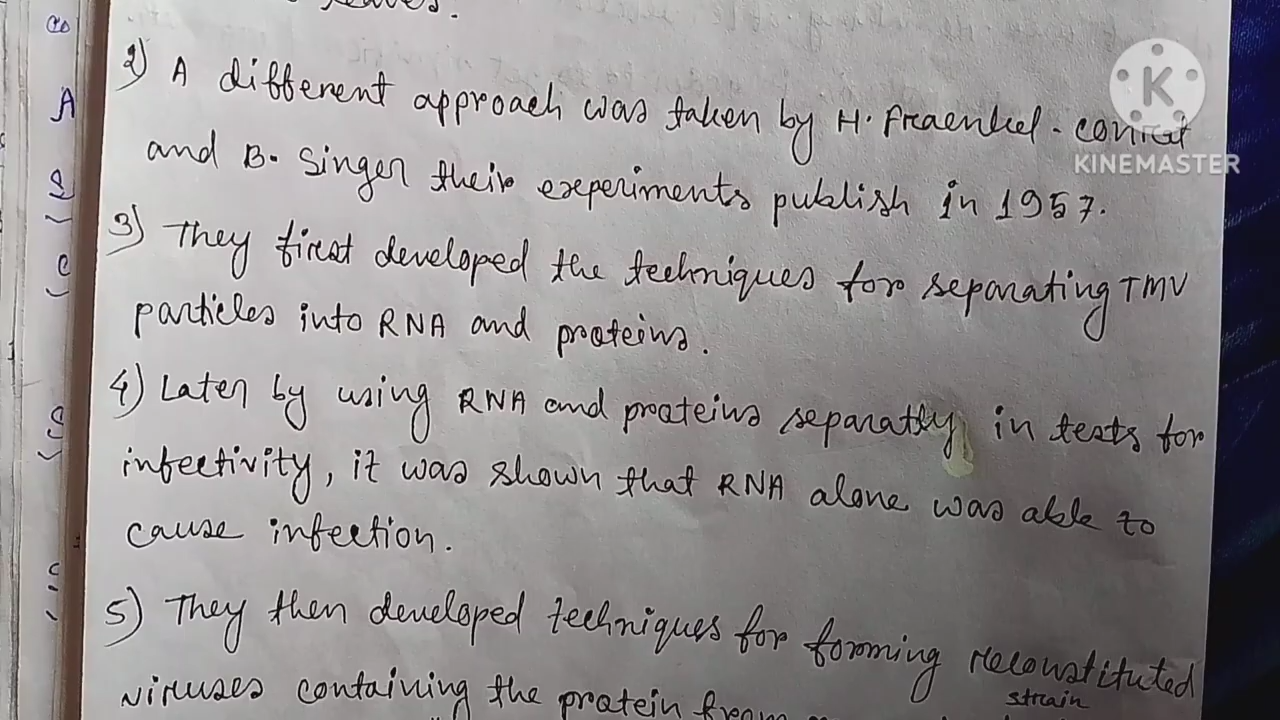 leaves.
2) A different approach was taken by H. Fraenkel - conrat
and B. Singer their experiments publish in 1957.
3) They first developed the techniques for separating TMV
particles into RNA and proteins.
4) Later by using RNA and proteins separatly in tests for
infectivity, it was shown that RNA alone was able to
cause infection.
5) They then developed techniques for forming reconstituted
viruses containing the protein from
strain
K
KINEMASTER